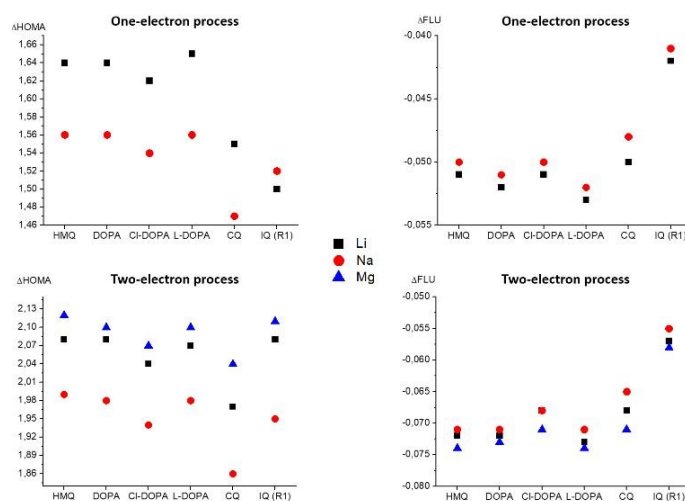 One-electron process
ΔHOMA
1,66
1,64
1,62
1,60
1,58
1,56
1,54
1,52
1,50
1,48
1,46
HMQ DOPA Cl-DOPA L-DOPA CQ IQ (R1)
One-electron process
ΔFLU
-0,040
-0,045
-0,050
-0,055
HMQ DOPA Cl-DOPA L-DOPA CQ IQ (R1)
Li
Na
Mg
Two-electron process
ΔHOMA
2,13
2,10
2,07
2,04
2,01
1,98
1,95
1,92
1,89
1,86
HMQ DOPA Cl-DOPA L-DOPA CQ IQ (R1)
Two-electron process
ΔFLU
-0,050
-0,055
-0,060
-0,065
-0,070
-0,075
-0,080
HMQ DOPA Cl-DOPA L-DOPA CQ IQ (R1)